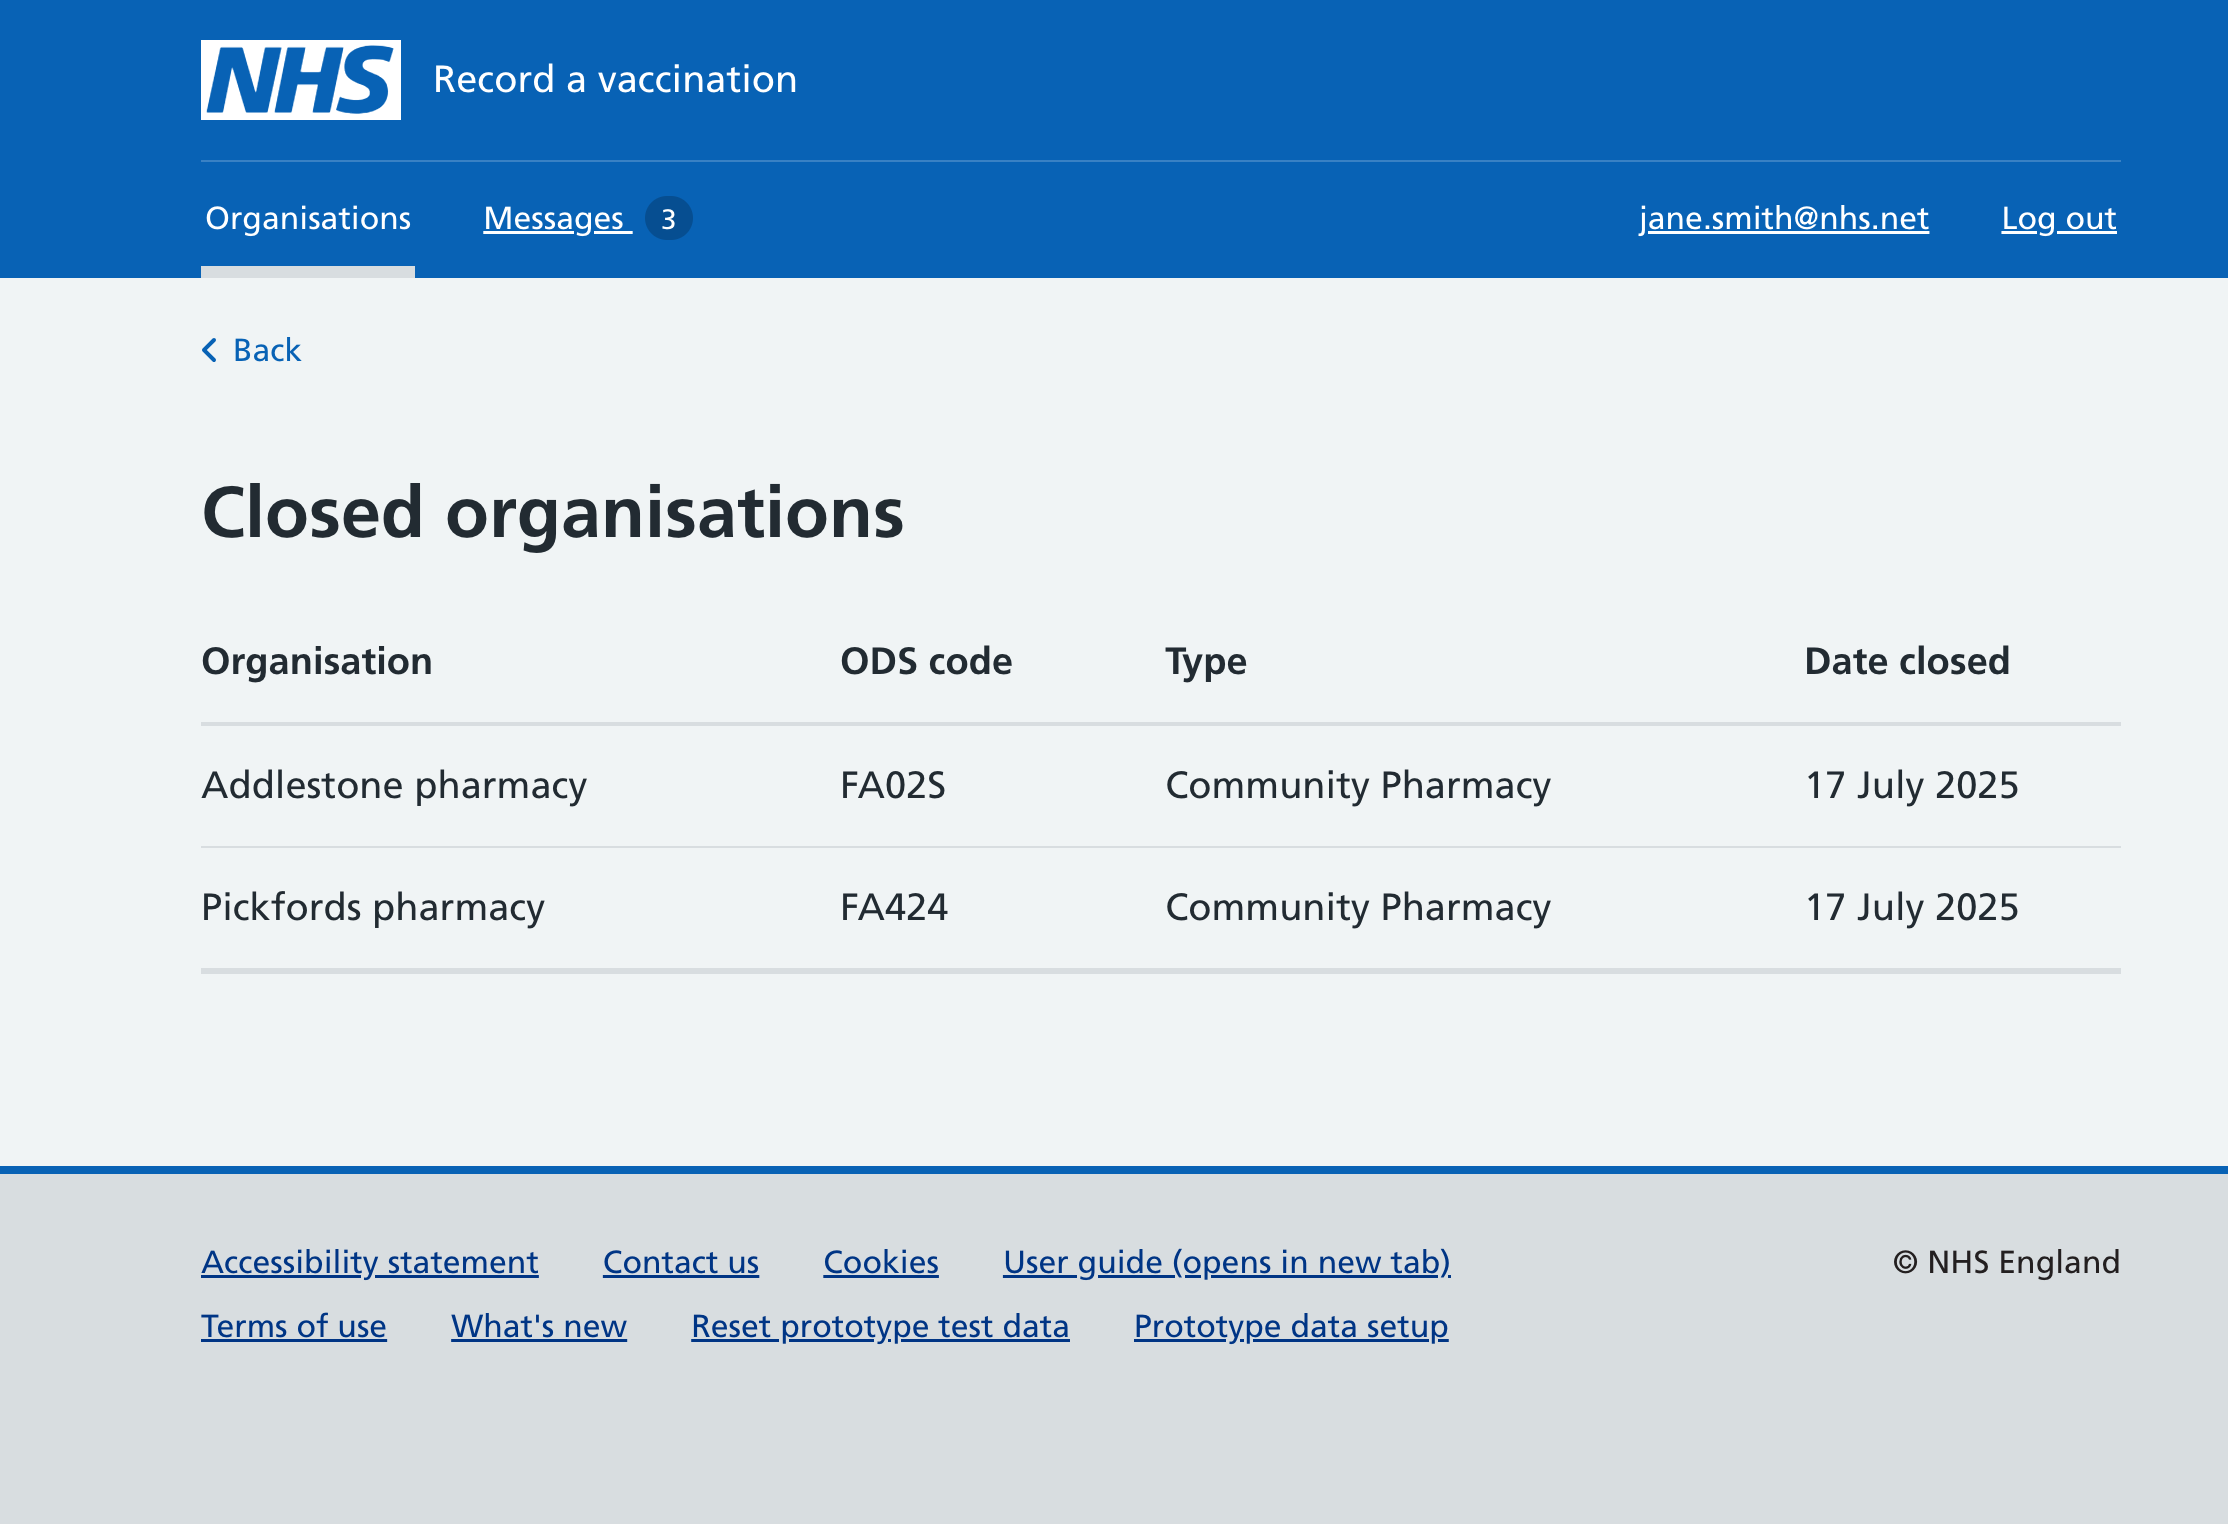 NHS Record a vaccination
Organisations Messages 3 jane.smith@nhs.net Log out
Back
Closed organisations
Organisation ODS code Type Date closed
Addlestone pharmacy FA02S Community Pharmacy 17 July 2025
Pickfords pharmacy FA424 Community Pharmacy 17 July 2025
Accessibility statement Contact us Cookies User guide (opens in new tab) © NHS England
Terms of use What's new Reset prototype test data Prototype data setup